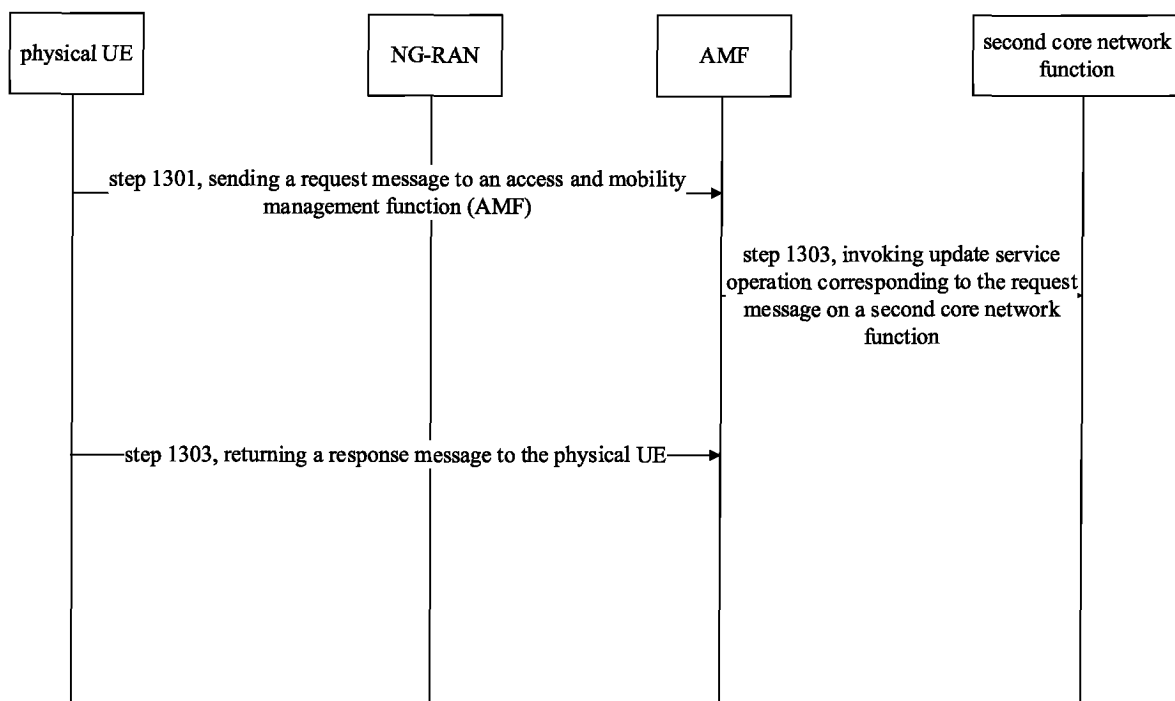 physical UE
NG-RAN
AMF
second core network
function
step 1301, sending a request message to an access and mobility
management function (AMF)
step 1303, invoking update service
operation corresponding to the request
message on a second core network
function
step 1303, returning a response message to the physical UE